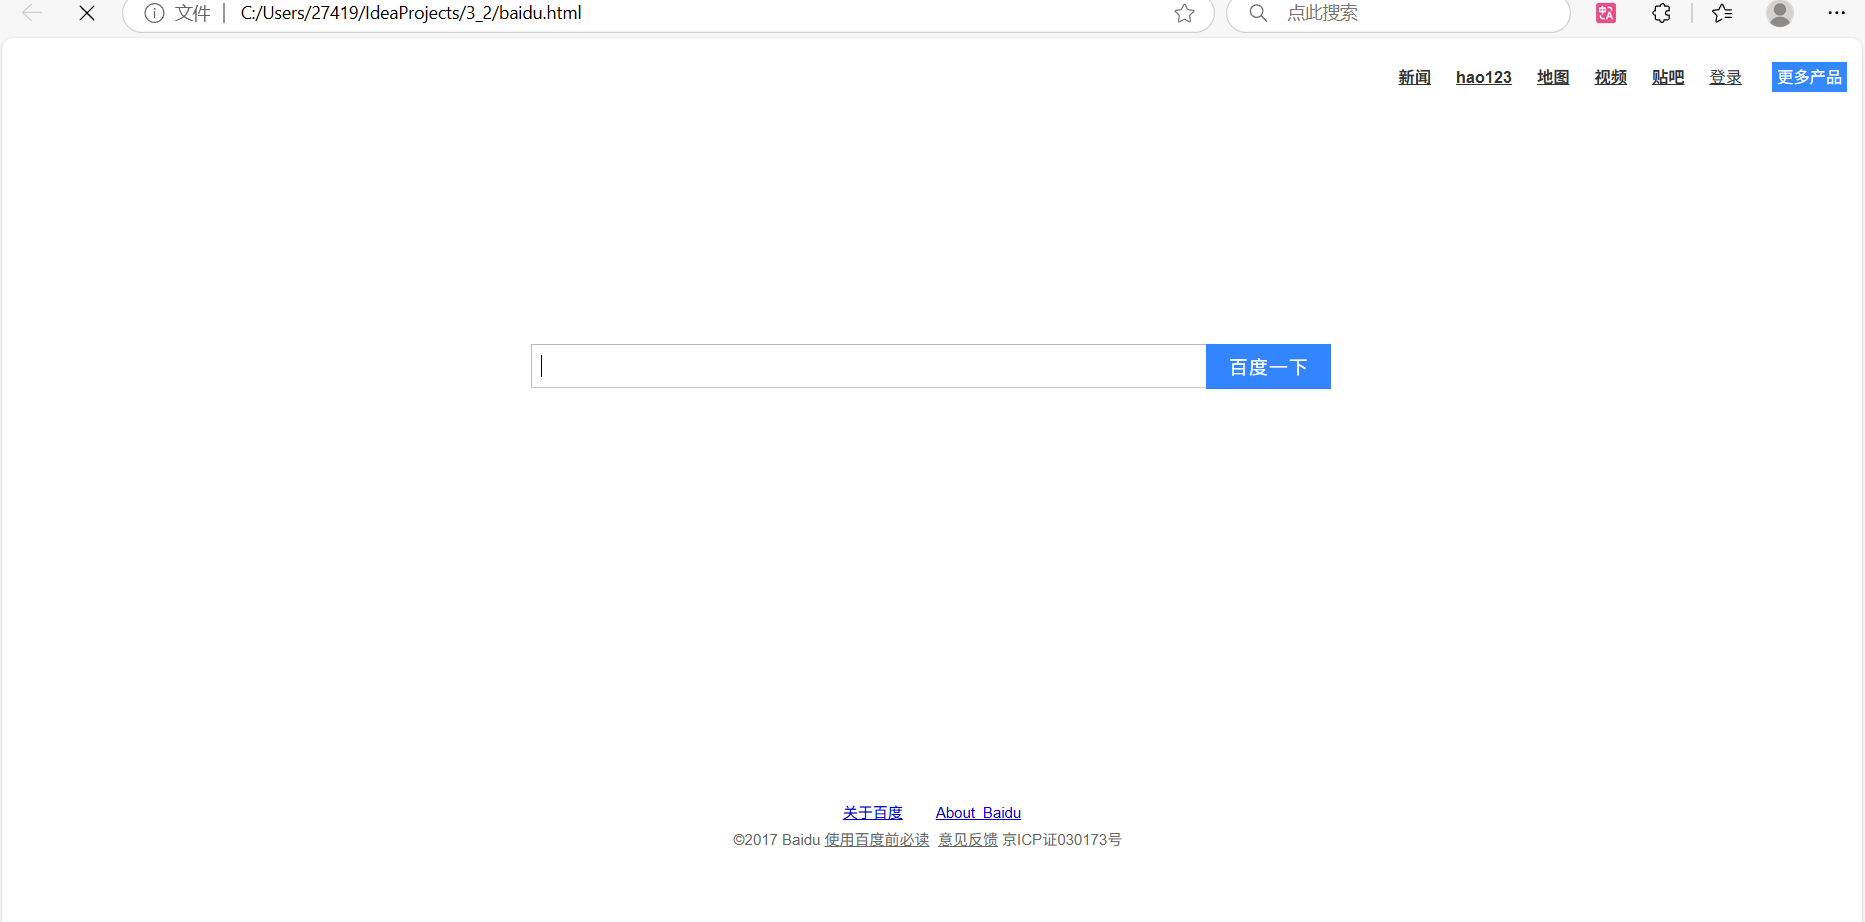 文件 C:/Users/27419/IdeaProjects/3_2/baidu.html 点此搜索
新闻 hao123 地图 视频 贴吧 登录 更多产品
百度一下
关于百度 About Baidu
©2017 Baidu 使用百度前必读 意见反馈 京ICP证030173号